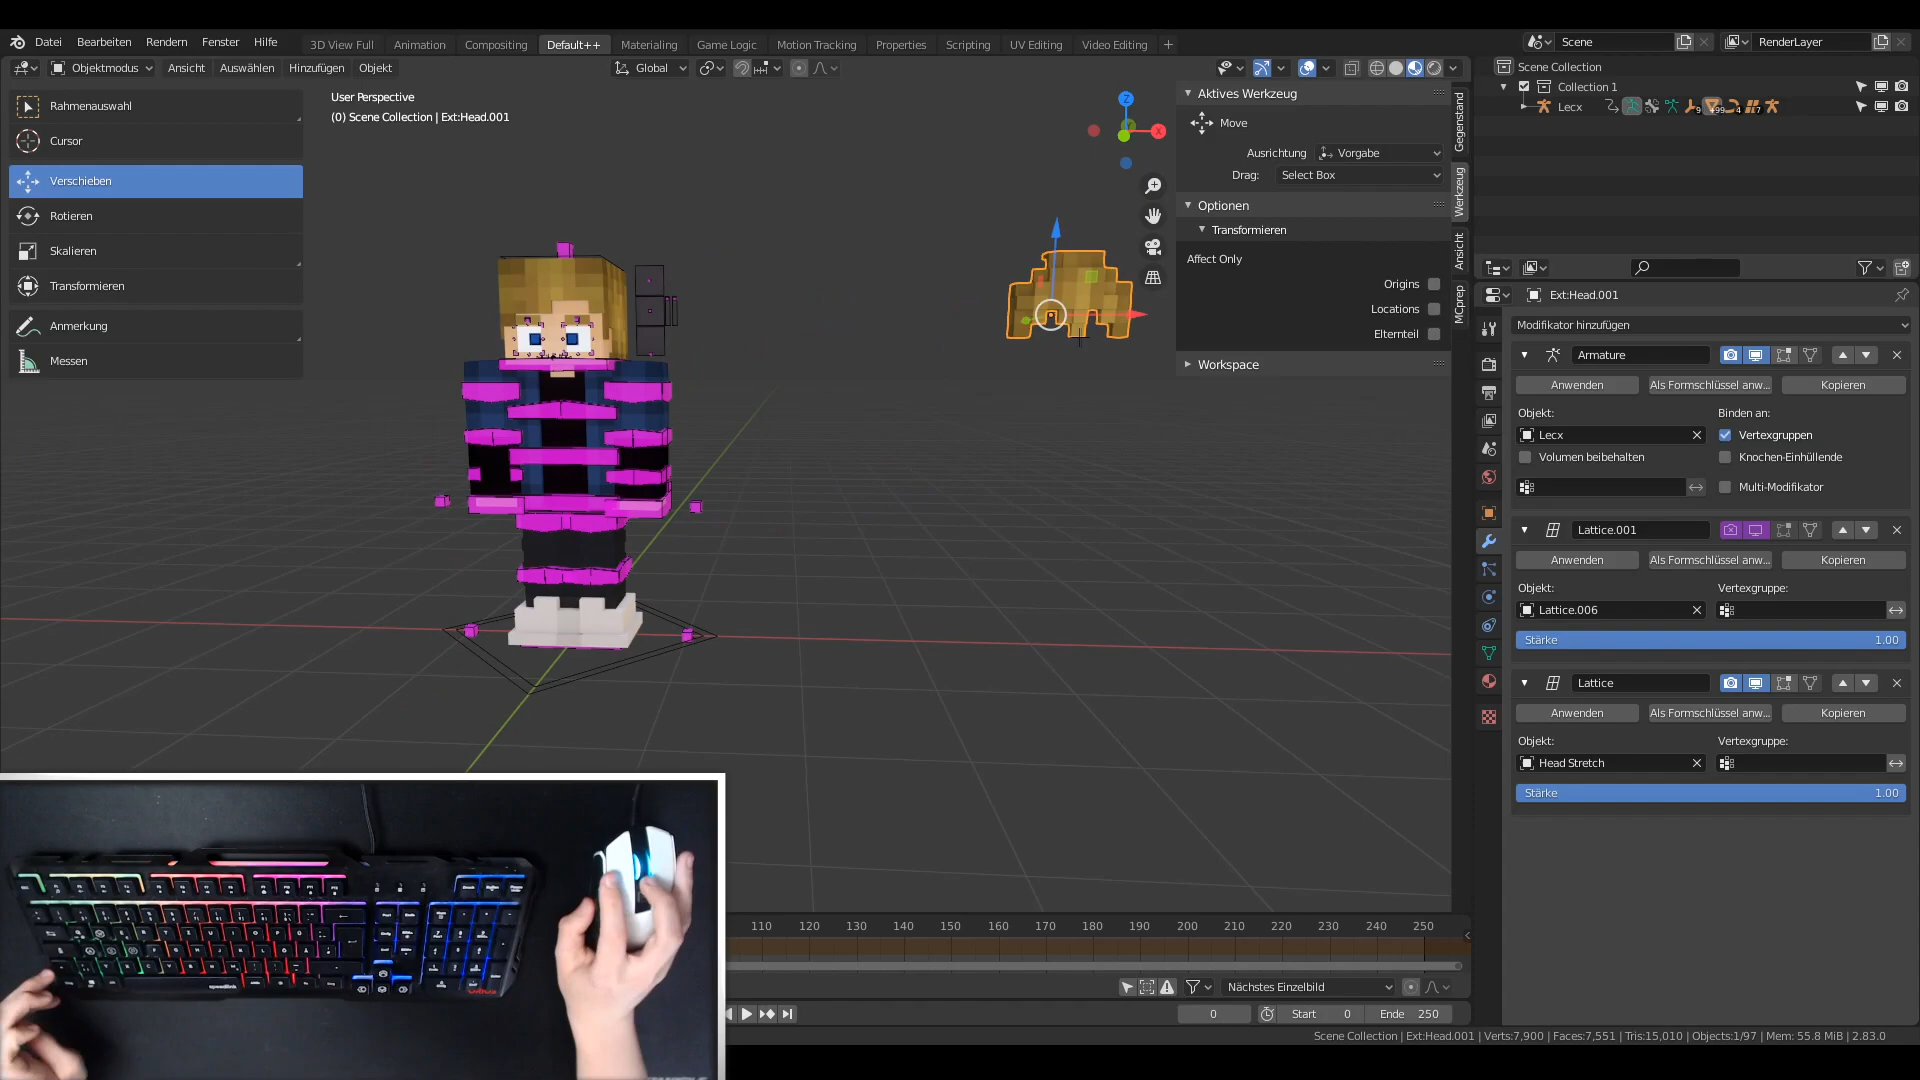 Datei
Bearbeiten
Rendern
Fenster
Hilfe
3D View Full
Animation
Compositing
Default++
Materialing
Game Logic
Motion Tracking
Properties
Scripting
UV Editing
Video Editing
Scene
RenderLayer
Objektmodus
Ansicht
Auswählen
Hinzufügen
Objekt
Global
Scene Collection
Collection 1
Lecx
9
+99
4
7
Rahmenauswahl
Cursor
Verschieben
Rotieren
Skalieren
Transformieren
Anmerkung
Messen
User Perspective
(0) Scene Collection | Ext:Head.001
Z
X
Aktives Werkzeug
Move
Ausrichtung
Vorgabe
Drag:
Select Box
Optionen
Transformieren
Affect Only
Origins
Locations
Elternteil
Workspace
Gegenstand
Werkzeug
Ansicht
MCprep
Ext:Head.001
Modifikator hinzufügen
Armature
Anwenden
Als Formschlüssel anw...
Kopieren
Objekt:
Binden an:
Lecx
Vertexgruppen
Volumen beibehalten
Knochen-Einhüllende
Multi-Modifikator
Lattice.001
Anwenden
Als Formschlüssel anw...
Kopieren
Objekt:
Vertexgruppe:
Lattice.006
Stärke
1.00
Lattice
Anwenden
Als Formschlüssel anw...
Kopieren
Objekt:
Vertexgruppe:
Head Stretch
Stärke
1.00
110
120
130
140
150
160
170
180
190
200
210
220
230
240
250
Nächstes Einzelbild
0
Start
0
Ende
250
speedlink
Scene Collection | Ext:Head.001 | Verts:7,900 | Faces:7,551 | Tris:15,010 | Objects:1/97 | Mem: 55.8 MiB | 2.83.0